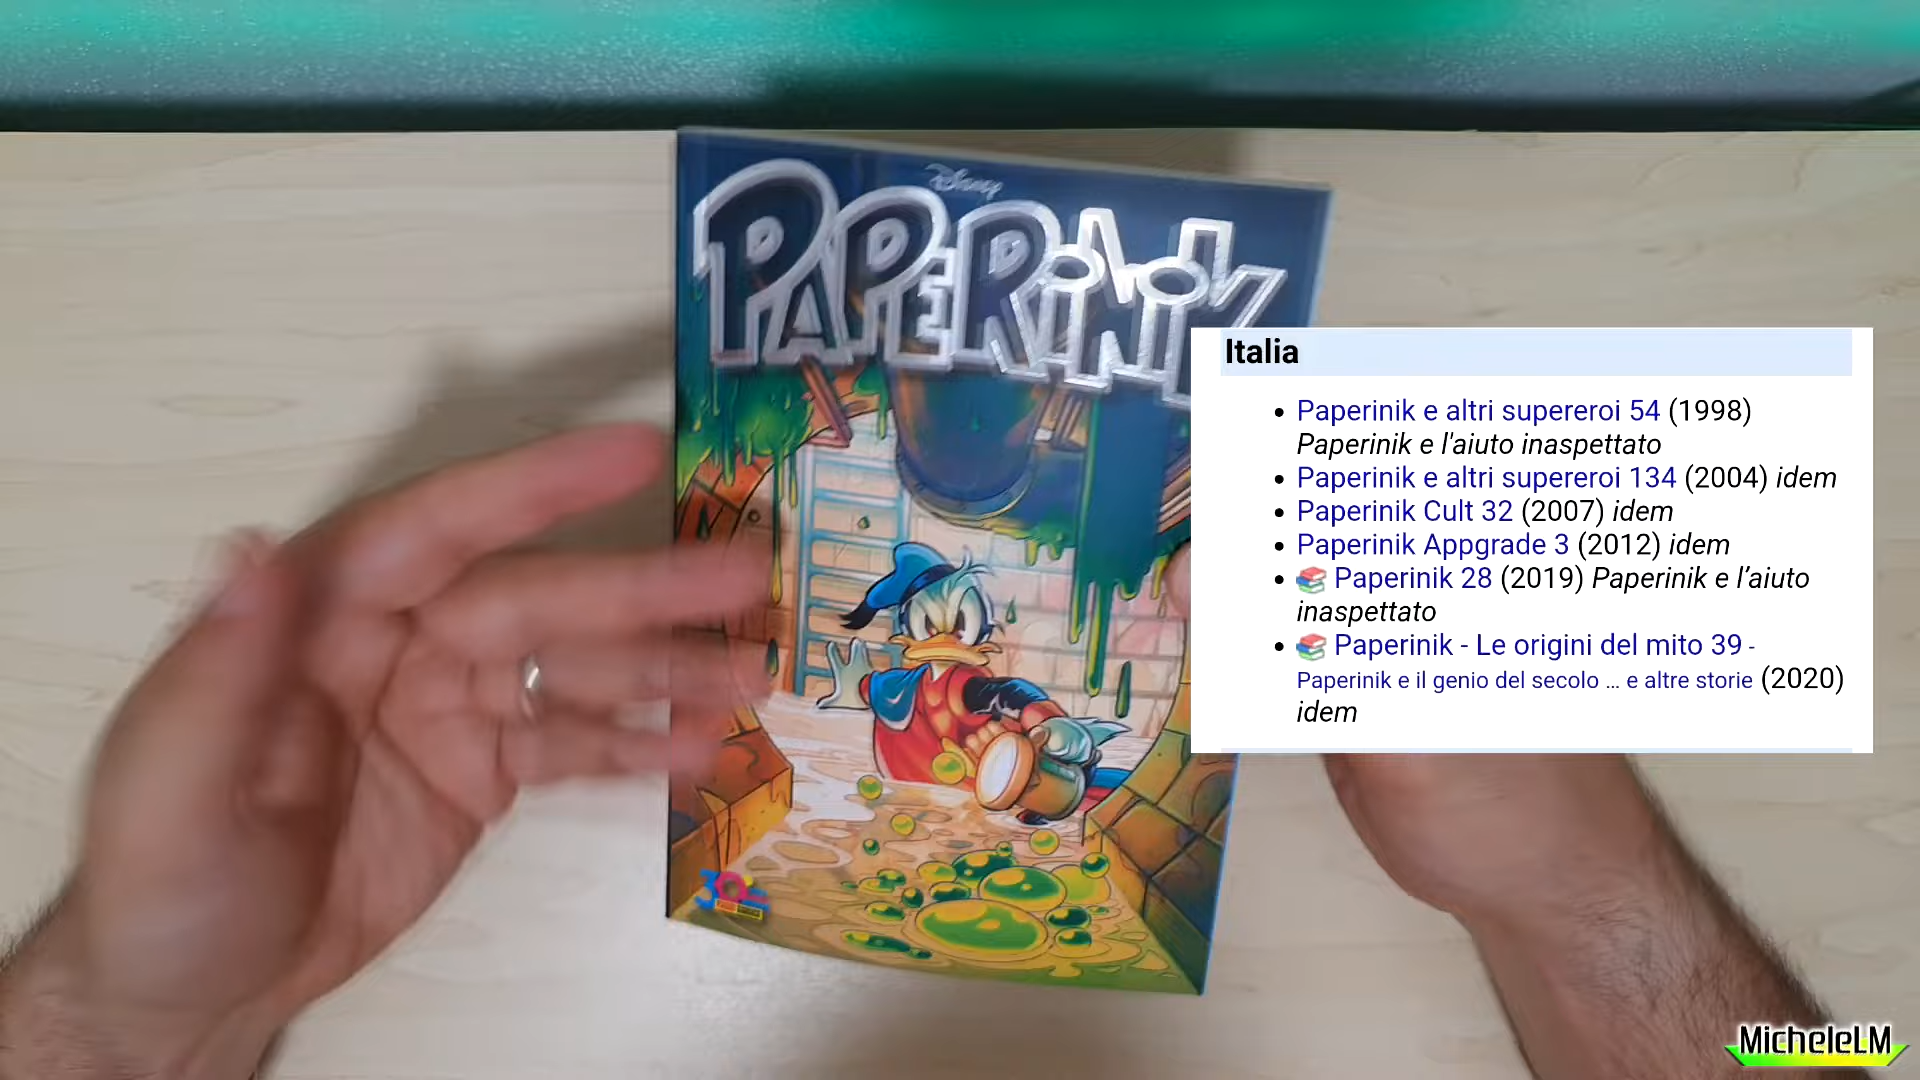 Disney
PAPERINIK
Italia
Paperinik e altri supereroi 54 (1998)
Paperinik e l'aiuto inaspettato
Paperinik e altri supereroi 134 (2004) idem
Paperinik Cult 32 (2007) idem
Paperinik Appgrade 3 (2012) idem
Paperinik 28 (2019) Paperinik e l’aiuto
inaspettato
Paperinik - Le origini del mito 39 -
Paperinik e il genio del secolo ... e altre storie (2020)
idem
30
MicheleLM